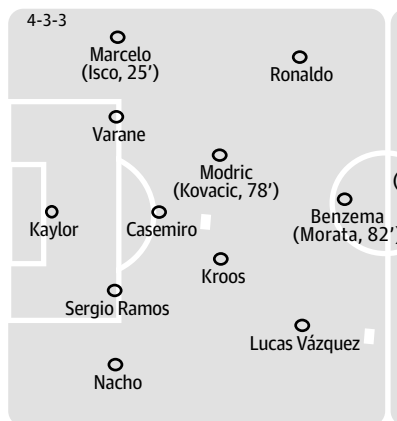 4-3-3
Marcelo
(Isco, 25’)
Ronaldo
Varane
Modric
(Kovacic, 78’)
Kaylor
Casemiro
Benzema
(Morata, 82’)
Kroos
Sergio Ramos
Lucas Vázquez
Nacho